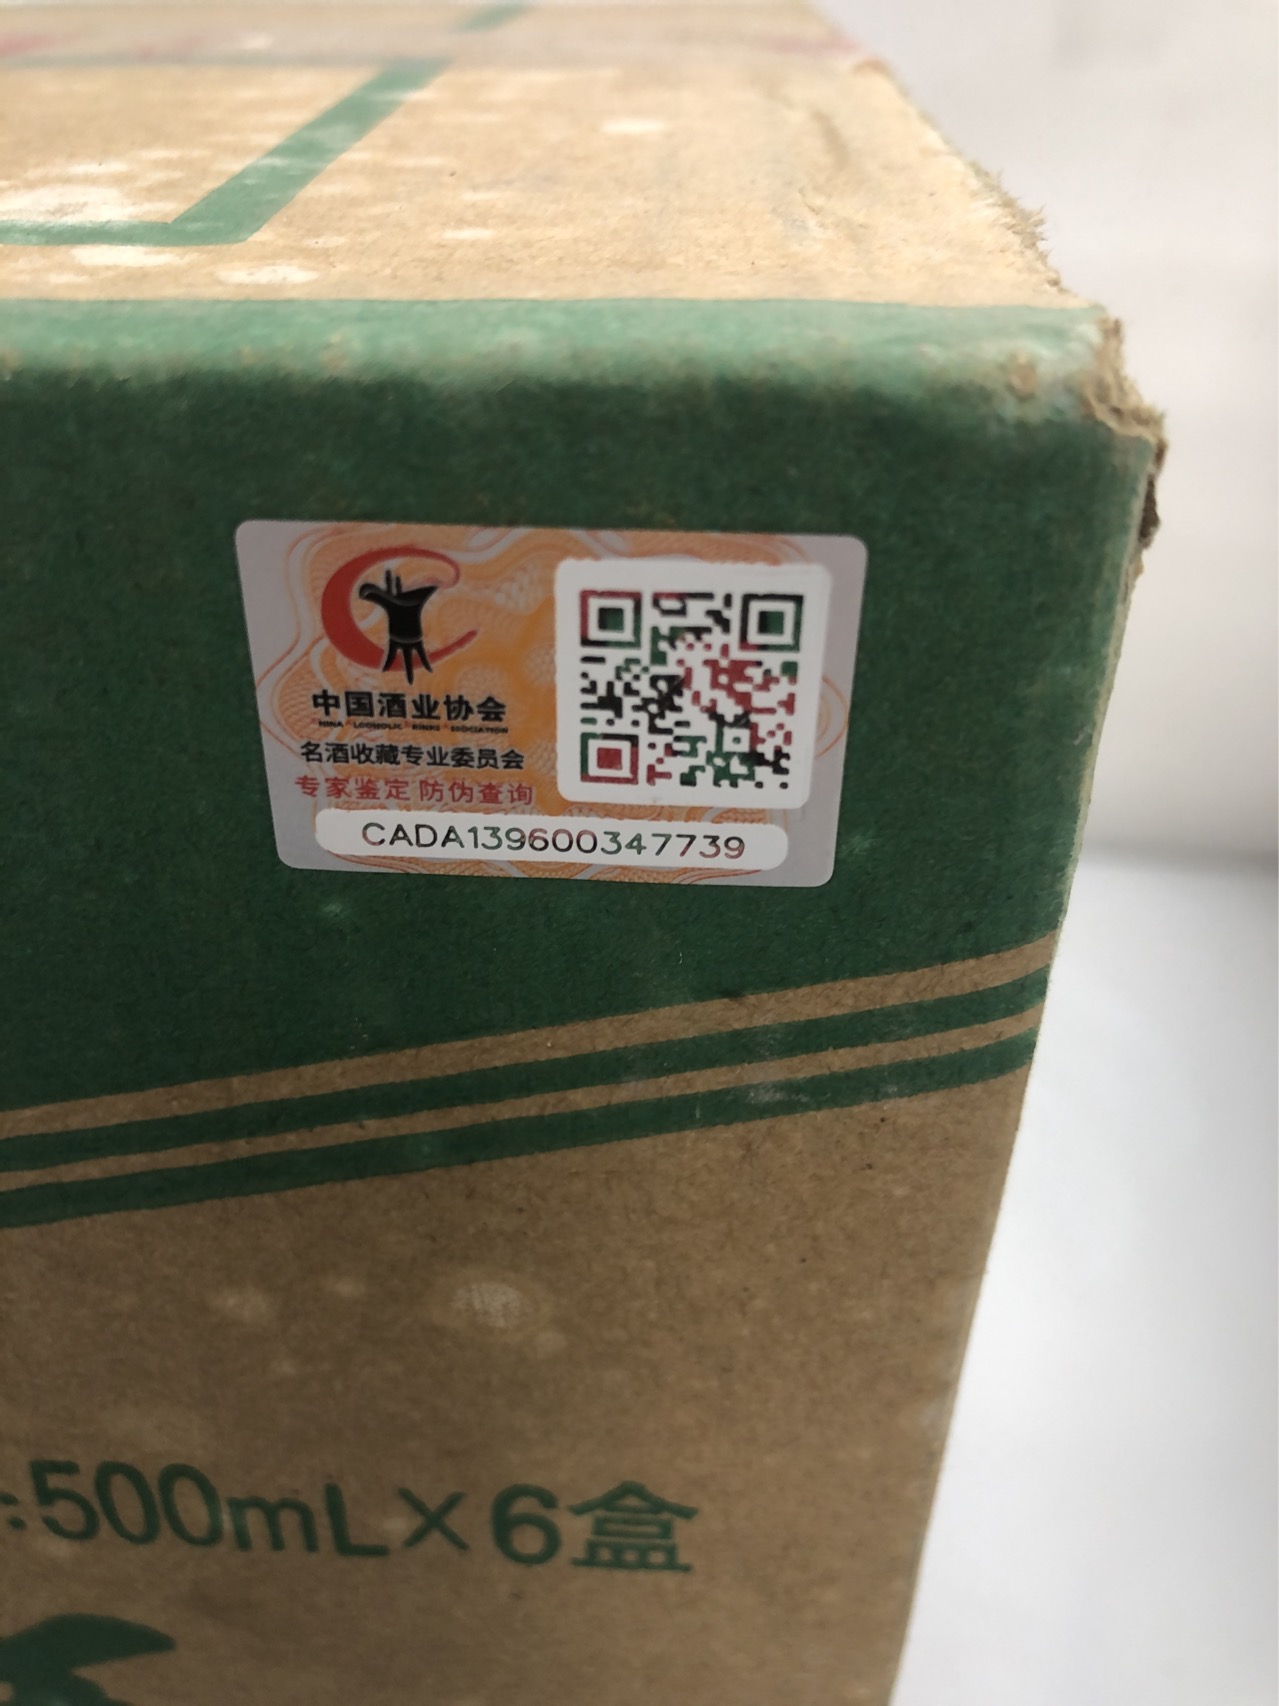 中国酒业协会
名酒收藏专业委员会
专家鉴定 防伪查询
CADA139600347739
:500mL×6盒